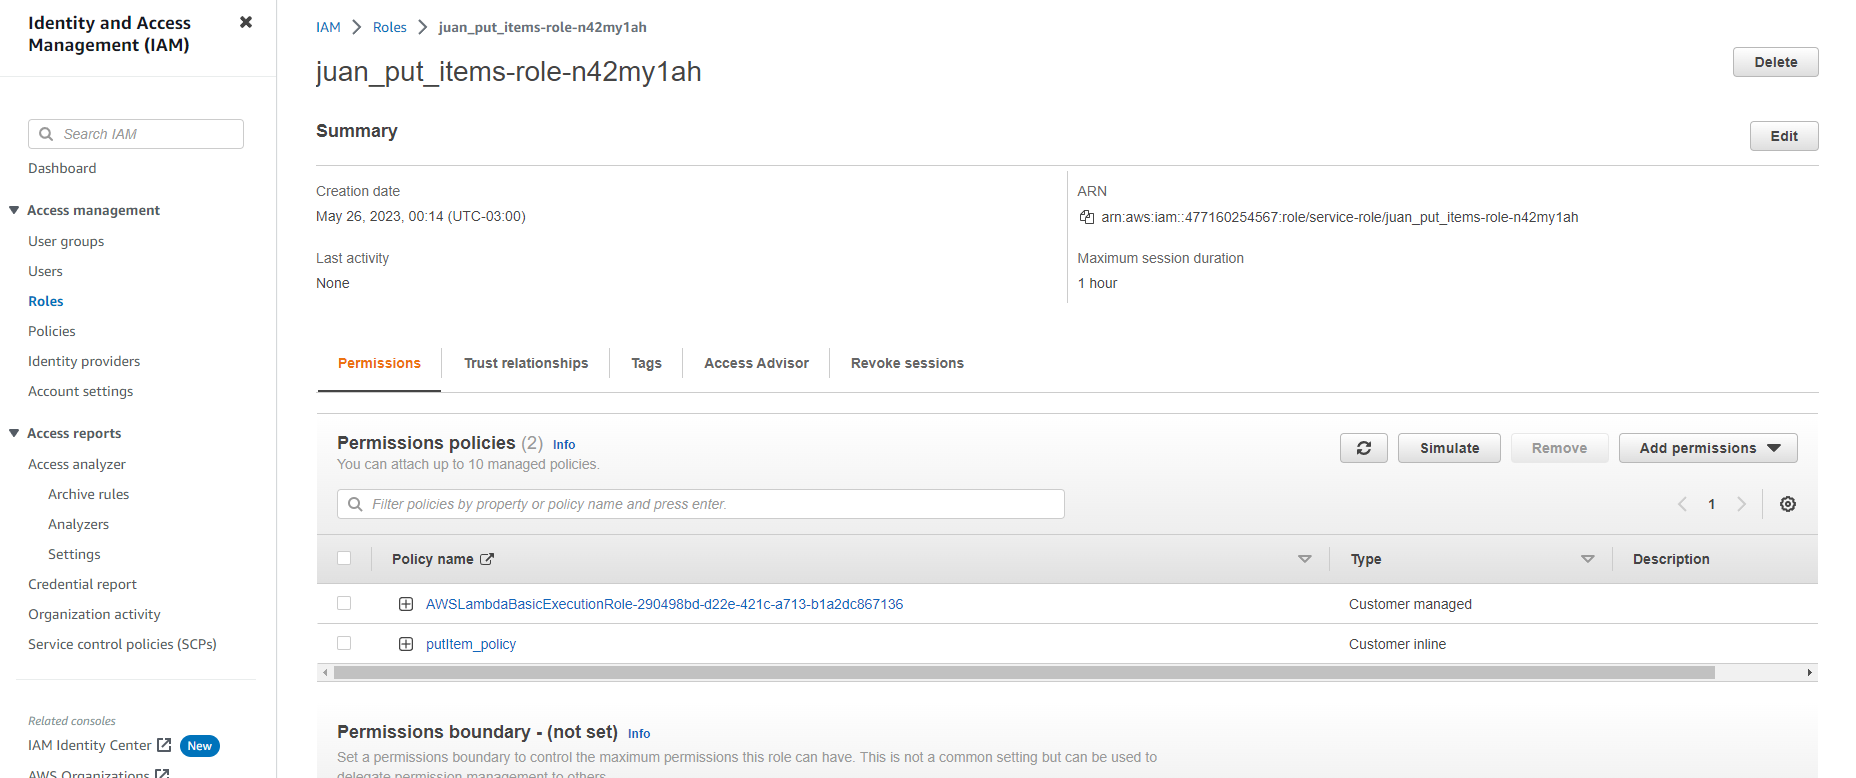 Identity and Access
Management (IAM)
Search IAM
Dashboard
Access management
User groups
Users
Roles
Policies
Identity providers
Account settings
Access reports
Access analyzer
Archive rules
Analyzers
Settings
Credential report
Organization activity
Service control policies (SCPs)
Related consoles
IAM Identity Center New
AWS Organizations
IAM > Roles > juan_put_items-role-n42my1ah
juan_put_items-role-n42my1ah
Delete
Summary
Edit
Creation date
May 26, 2023, 00:14 (UTC-03:00)
Last activity
None
ARN
arn:aws:iam::477160254567:role/service-role/juan_put_items-role-n42my1ah
Maximum session duration
1 hour
Permissions
Trust relationships
Tags
Access Advisor
Revoke sessions
Permissions policies (2) Info
You can attach up to 10 managed policies.
Simulate
Remove
Add permissions
Filter policies by property or policy name and press enter.
1
Policy name
Type
Description
AWSLambdaBasicExecutionRole-290498bd-d22e-421c-a713-b1a2dc867136
Customer managed
putItem_policy
Customer inline
Permissions boundary - (not set) Info
Set a permissions boundary to control the maximum permissions this role can have. This is not a common setting but can be used to
delegate permission management to others.